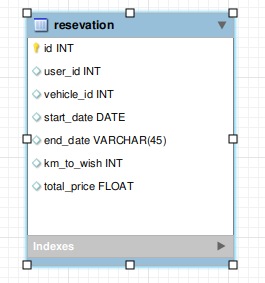 resevation
id INT
user_id INT
vehicle_id INT
start_date DATE
end_date VARCHAR(45)
km_to_wish INT
total_price FLOAT
Indexes